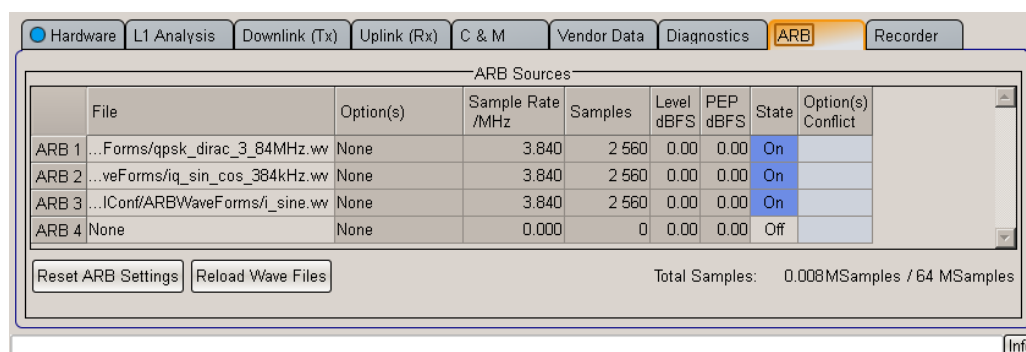 Hardware L1 Analysis Downlink (Tx) Uplink (Rx) C & M Vendor Data Diagnostics ARB Recorder
ARB Sources
File Option(s) Sample Rate /MHz Samples Level dBFS PEP dBFS State Option(s) Conflict
ARB 1 ...Forms/qpsk_dirac_3_84MHz.wv None 3.840 2 560 0.00 0.00 On
ARB 2 ...veForms/iq_sin_cos_384kHz.wv None 3.840 2 560 0.00 0.00 On
ARB 3 ...lConf/ARBWaveForms/i_sine.wv None 3.840 2 560 0.00 0.00 On
ARB 4 None None 0.000 0 0.00 0.00 Off
Reset ARB Settings Reload Wave Files Total Samples: 0.008MSamples / 64 MSamples